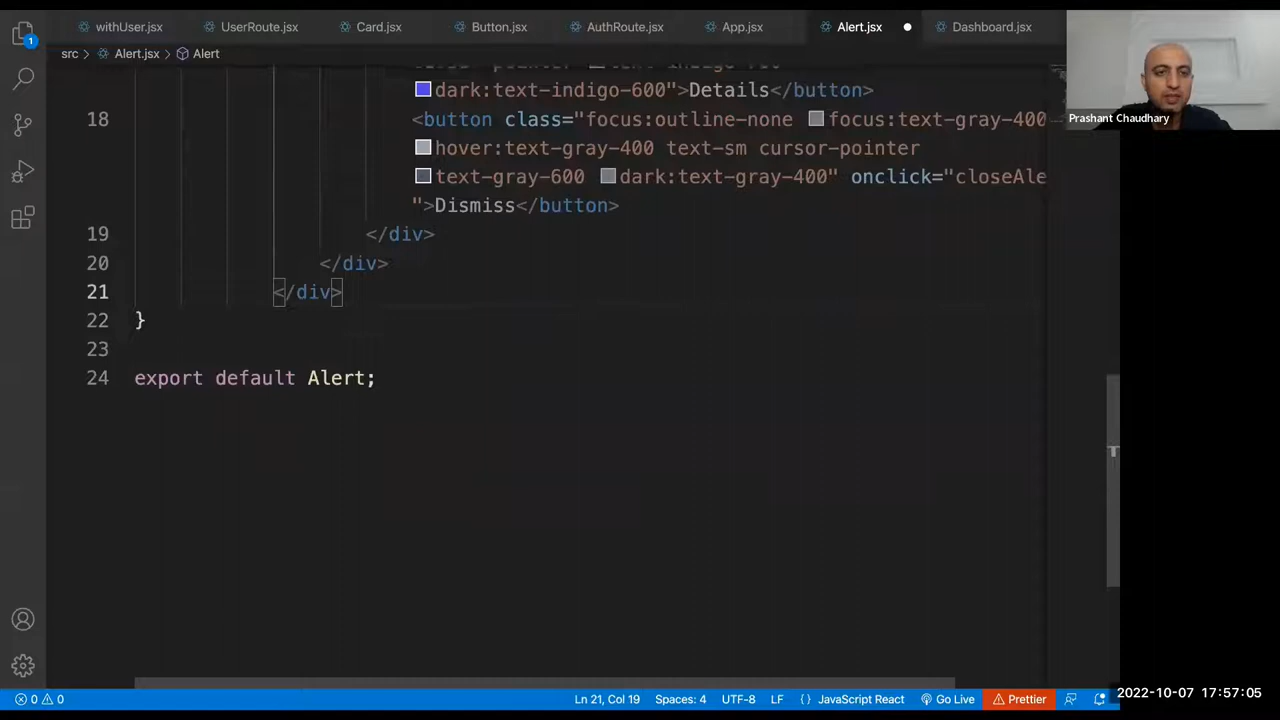 withUser.jsx UserRoute.jsx Card.jsx Button.jsx AuthRoute.jsx App.jsx Alert.jsx Dashboard.jsx
1
src > Alert.jsx > Alert
dark:text-indigo-600">Details</button>
18 <button class="focus:outline-none focus:text-gray-400
hover:text-gray-400 text-sm cursor-pointer
text-gray-600 dark:text-gray-400" onclick="closeAle
">Dismiss</button>
19 </div>
20 </div>
21 </div>
22 }
23
24 export default Alert;
Prashant Chaudhary
0 0 Ln 21, Col 19 Spaces: 4 UTF-8 LF { } JavaScript React Go Live Prettier
2022-10-07 17:57:05